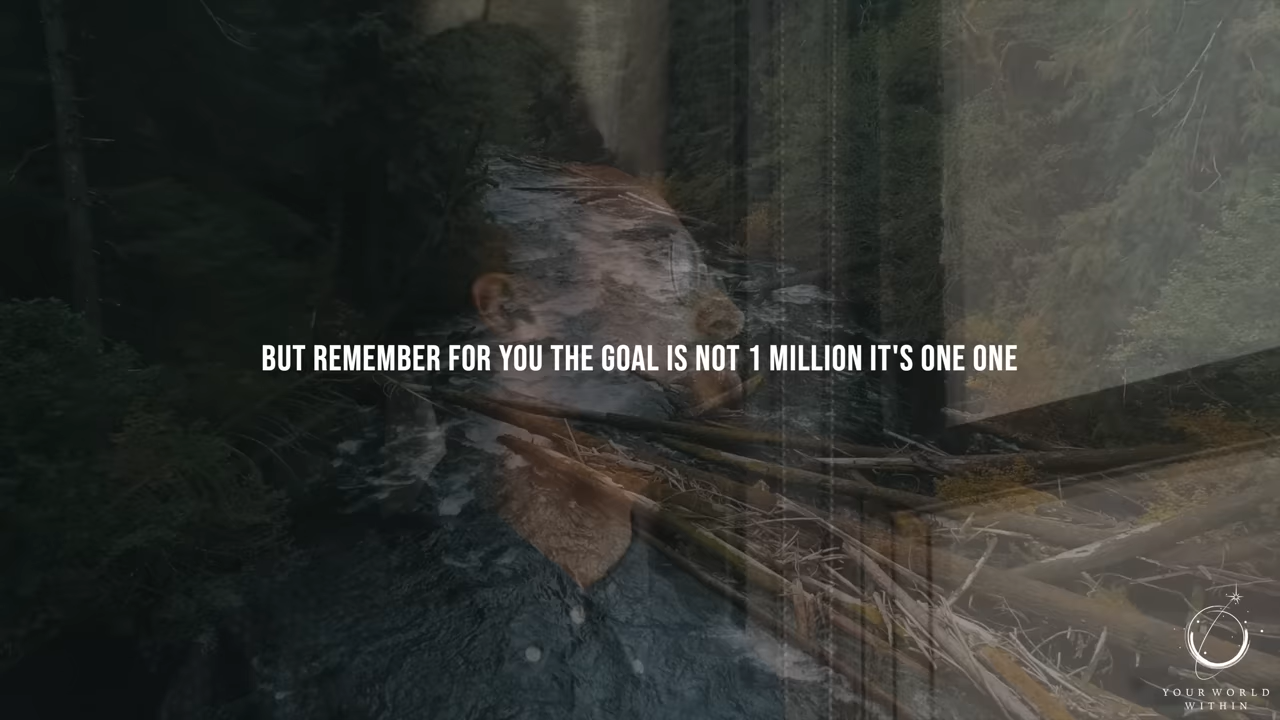 BUT REMEMBER FOR YOU THE GOAL IS NOT 1 MILLION IT'S ONE ONE
YOUR WORLD
WITHIN